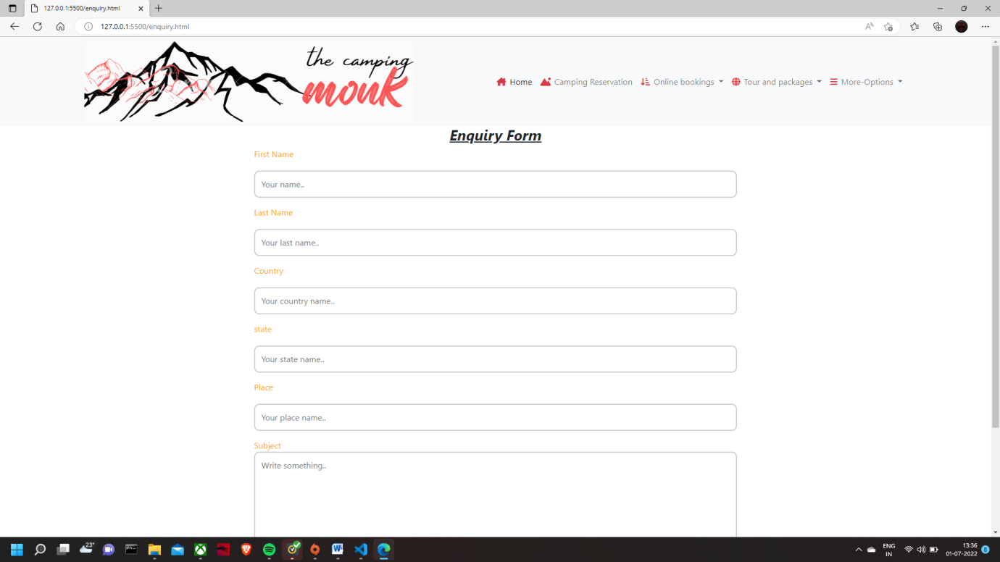 127.0.0.1:5500/enquiry.html
127.0.0.1:5500/enquiry.html
the camping
monk
Home Camping Reservation Online bookings Tour and packages More-Options
Enquiry Form
First Name
Your name..
Last Name
Your last name..
Country
Your country name..
state
Your state name..
Place
Your place name..
Subject
Write something..
23°
ENG
IN
13:36
01-07-2022
8